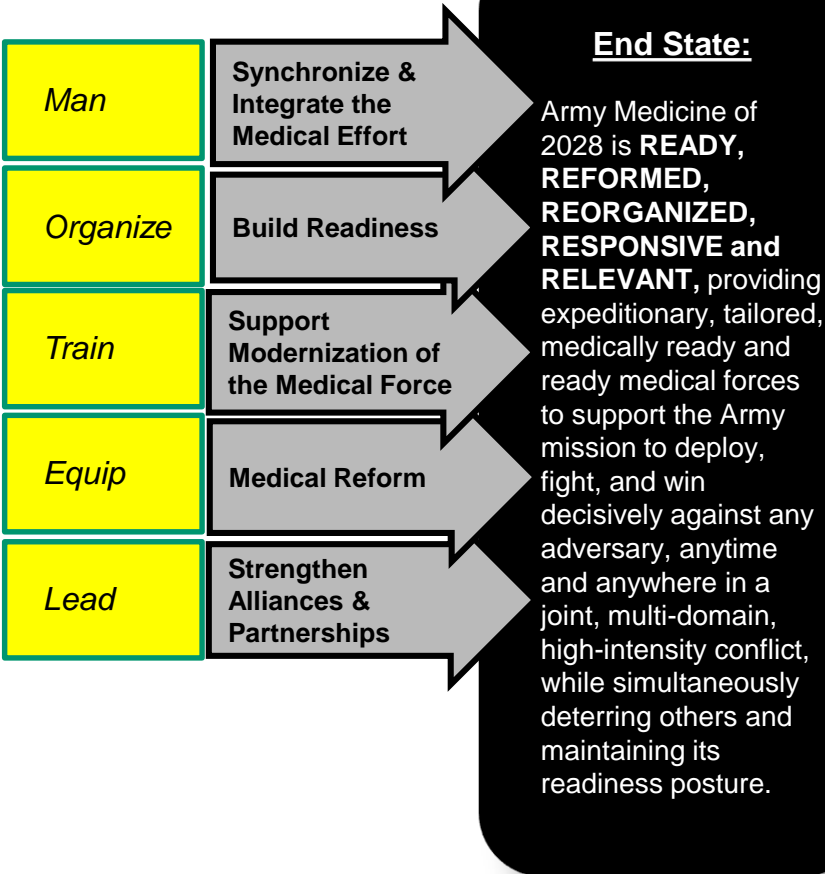 Man
Synchronize &
Integrate the
Medical Effort
Organize
Build Readiness
Train
Support
Modernization of
the Medical Force
Equip
Medical Reform
Lead
Strengthen
Alliances &
Partnerships
End State:
Army Medicine of
2028 is READY,
REFORMED,
REORGANIZED,
RESPONSIVE and
RELEVANT, providing
expeditionary, tailored,
medically ready and
ready medical forces
to support the Army
mission to deploy,
fight, and win
decisively against any
adversary, anytime
and anywhere in a
joint, multi-domain,
high-intensity conflict,
while simultaneously
deterring others and
maintaining its
readiness posture.